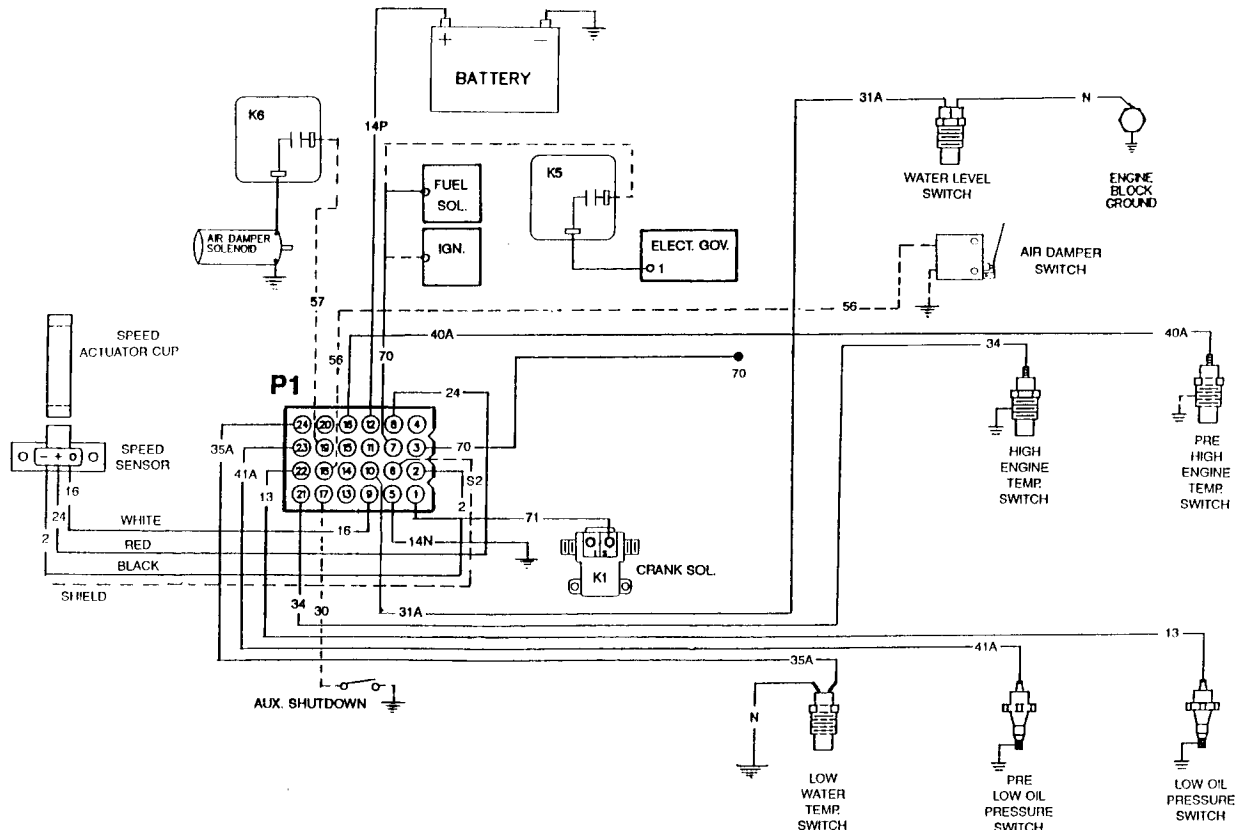 BATTERY
+
−
14P
K6
AIR DAMPER
SOLENOID
57
FUEL
SOL.
IGN.
K5
ELECT. GOV.
1
31A
N
WATER LEVEL
SWITCH
ENGINE
BLOCK
GROUND
AIR DAMPER
SWITCH
56
56
70
40A
40A
34
70
HIGH
ENGINE
TEMP.
SWITCH
PRE
HIGH
ENGINE
TEMP.
SWITCH
SPEED
ACTUATOR CUP
SPEED
SENSOR
− + O
16
24
2
P1
24 20 16 12 8 4
23 19 15 11 7 3
22 18 14 10 6 2
21 17 13 9 5 1
24
70
S2
2
35A
41A
13
WHITE
16
RED
BLACK
SHIELD
14N
71
K1
CRANK SOL.
34
30
31A
AUX. SHUTDOWN
13
41A
35A
N
LOW
WATER
TEMP.
SWITCH
PRE
LOW OIL
PRESSURE
SWITCH
LOW OIL
PRESSURE
SWITCH